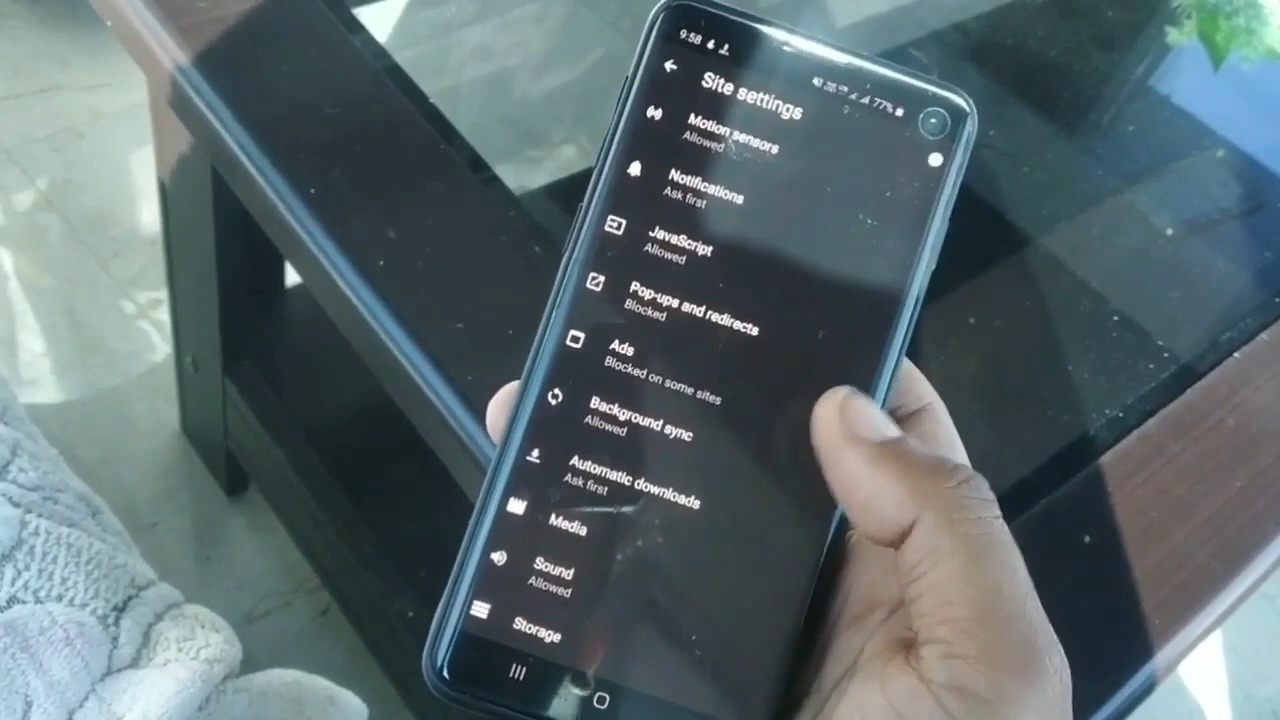 9:58
77%
Site settings
Motion sensors
Allowed
Notifications
Ask first
JavaScript
Allowed
Pop-ups and redirects
Blocked
Ads
Blocked on some sites
Background sync
Allowed
Automatic downloads
Ask first
Media
Sound
Allowed
Storage